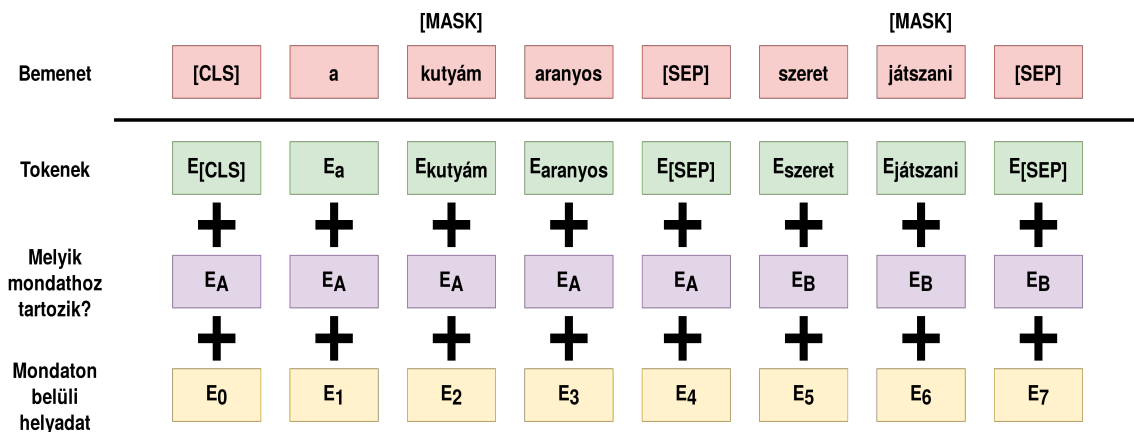 [MASK] [MASK]
Bemenet [CLS] a kutyám aranyos [SEP] szeret játszani [SEP]
Tokenek E[CLS] Ea Ekutyám Earanyos E[SEP] Eszeret Ejátszani E[SEP]
+ + + + + + + +
Melyik
mondathoz
tartozik?
EA EA EA EA EA EB EB EB
+ + + + + + + +
Mondaton
belüli
helyadat
E0 E1 E2 E3 E4 E5 E6 E7